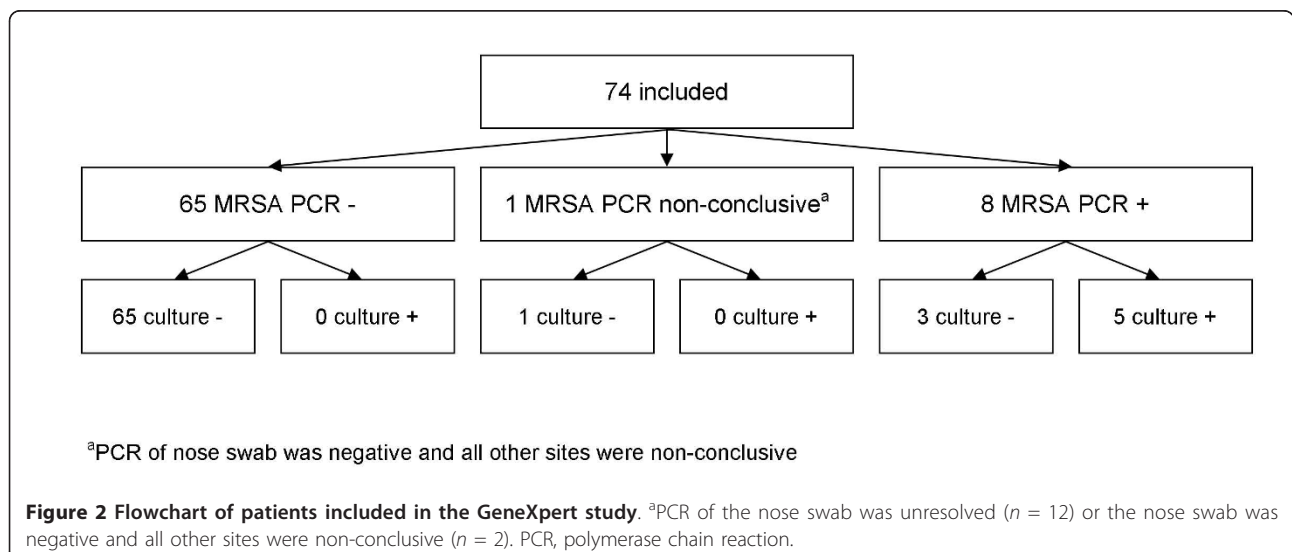 74 included
65 MRSA PCR -
1 MRSA PCR non-conclusiveᵃ
8 MRSA PCR +
65 culture -
0 culture +
1 culture -
0 culture +
3 culture -
5 culture +
ᵃPCR of nose swab was negative and all other sites were non-conclusive
Figure 2 Flowchart of patients included in the GeneXpert study. ᵃPCR of the nose swab was unresolved (n = 12) or the nose swab was
negative and all other sites were non-conclusive (n = 2). PCR, polymerase chain reaction.